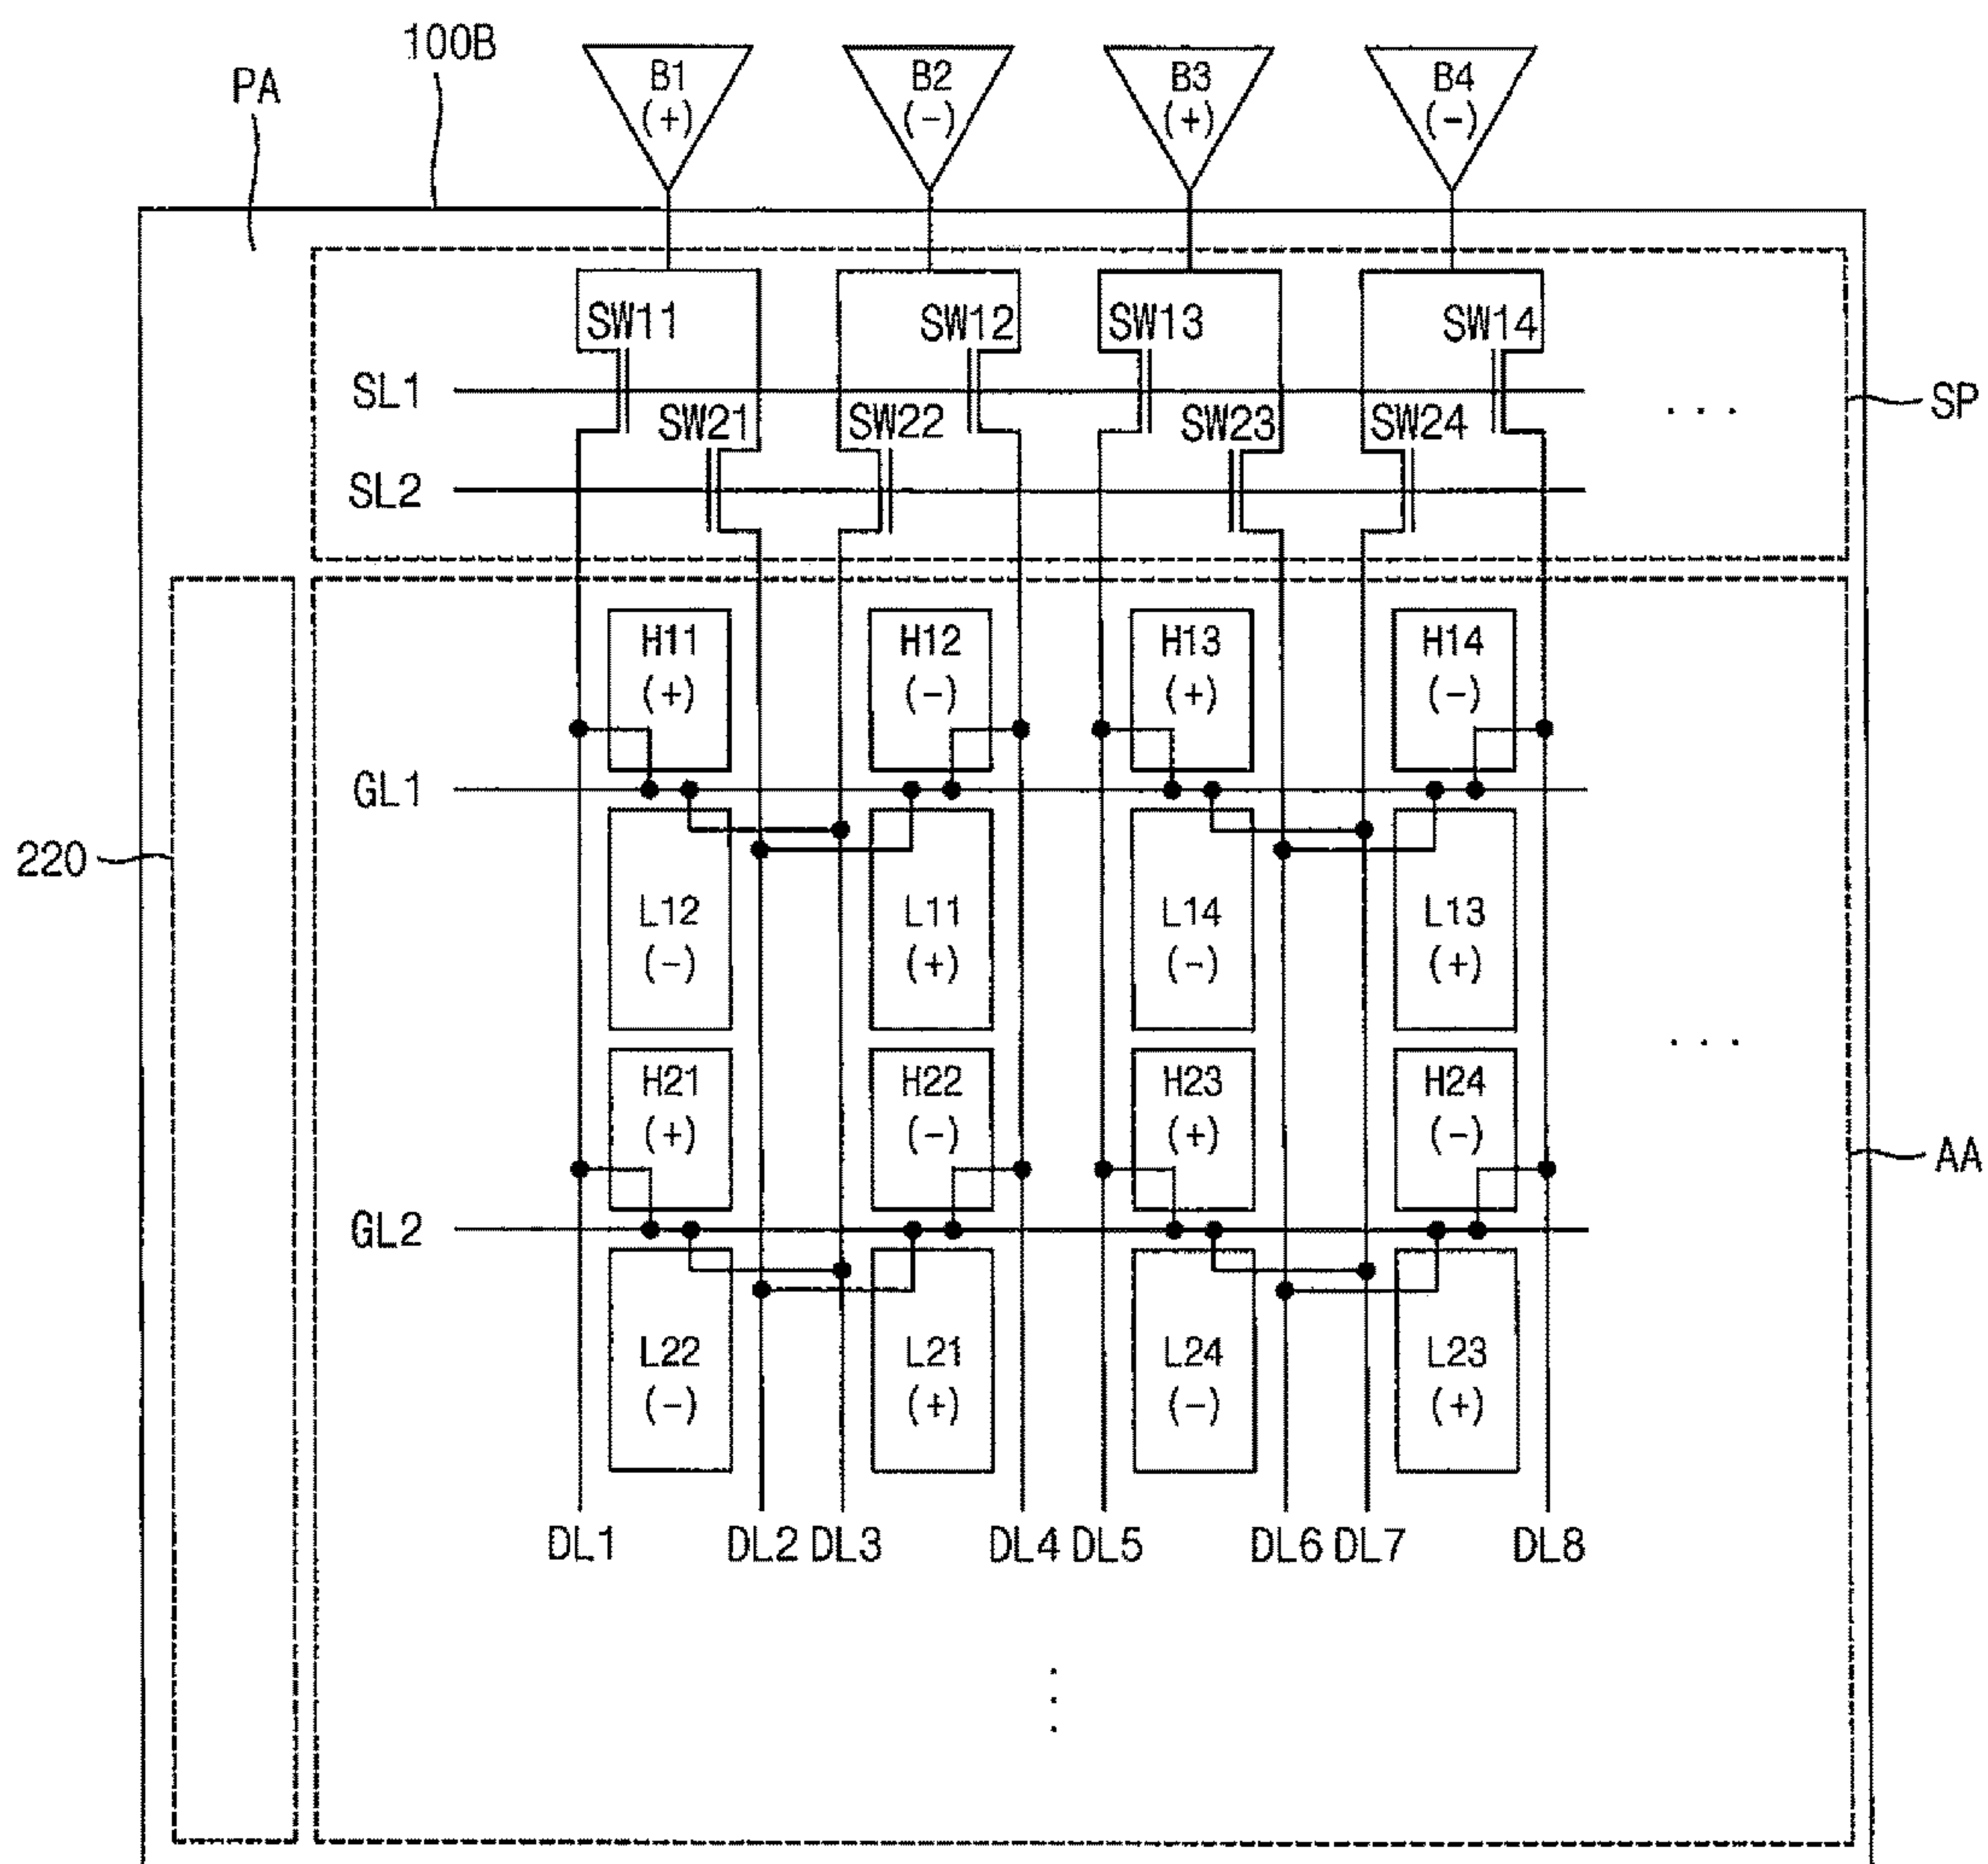 100B
PA
B1 B2 B3 B4
(+) (-) (+) (-)
SW11 SW12 SW13 SW14
SL1
SP
. . .
SW21 SW22 SW23 SW24
SL2
H11 H12 H13 H14
(+) (-) (+) (-)
GL1
220
L12 L11 L14 L13
(-) (+) (-) (+)
. . .
H21 H22 H23 H24
(+) (-) (+) (-)
AA
GL2
L22 L21 L24 L23
(-) (+) (-) (+)
DL1 DL2 DL3 DL4 DL5 DL6 DL7 DL8
.
.
.